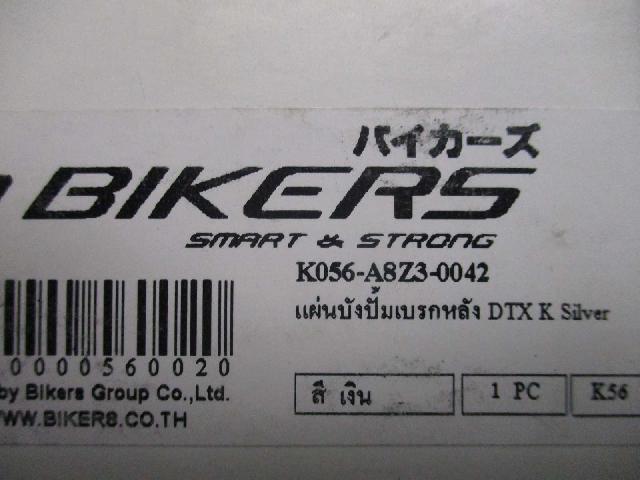 バイカーズ
BIKERS
SMART & STRONG
K056-A8Z3-0042
แผ่นบังปั้มเบรกหลัง DTX K Silver
0000560020
by Bikers Group Co.,Ltd.
WWW.BIKERS.CO.TH
สี เงิน
1 PC
K56